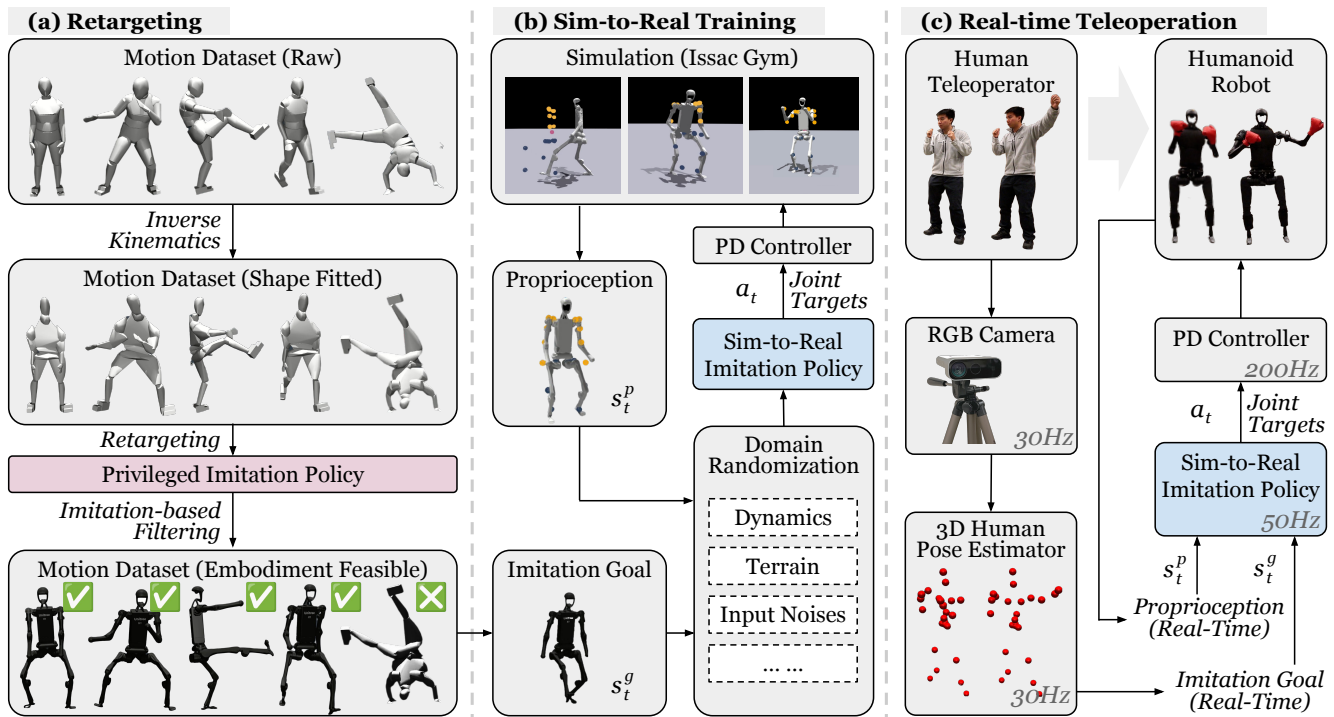 (a) Retargeting
Motion Dataset (Raw)
Inverse
Kinematics
Motion Dataset (Shape Fitted)
Retargeting
Privileged Imitation Policy
Imitation-based
Filtering
Motion Dataset (Embodiment Feasible)
(b) Sim-to-Real Training
Simulation (Issac Gym)
PD Controller
Proprioception
s_t^p
a_t
Joint
Targets
Sim-to-Real
Imitation Policy
Domain
Randomization
Dynamics
Terrain
Input Noises
... ...
Imitation Goal
s_t^g
(c) Real-time Teleoperation
Human
Teleoperator
Humanoid
Robot
RGB Camera
30Hz
PD Controller
200Hz
a_t
Joint
Targets
Sim-to-Real
Imitation Policy
50Hz
3D Human
Pose Estimator
30Hz
s_t^p
s_t^g
Proprioception
(Real-Time)
Imitation Goal
(Real-Time)